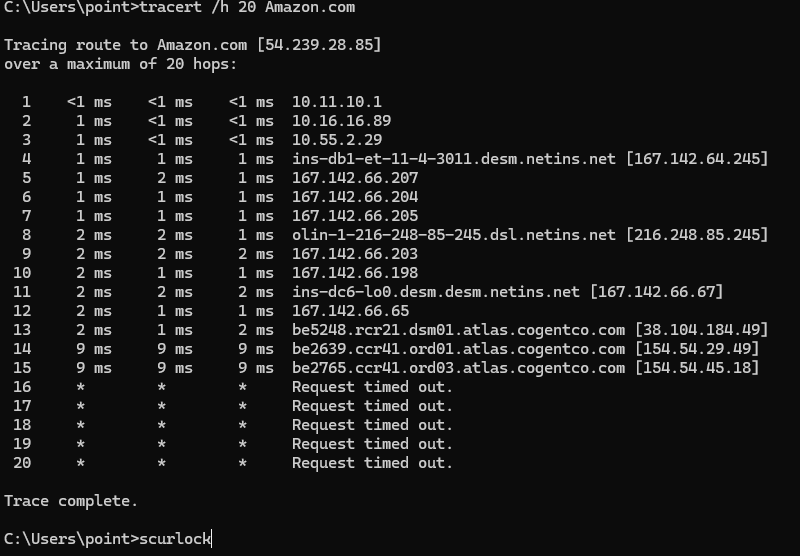 C:\Users\point>tracert /h 20 Amazon.com
Tracing route to Amazon.com [54.239.28.85]
over a maximum of 20 hops:
1 <1 ms <1 ms <1 ms 10.11.10.1
2 1 ms <1 ms <1 ms 10.16.16.89
3 1 ms <1 ms <1 ms 10.55.2.29
4 1 ms 1 ms 1 ms ins-db1-et-11-4-3011.desm.netins.net [167.142.64.245]
5 1 ms 2 ms 1 ms 167.142.66.207
6 1 ms 1 ms 1 ms 167.142.66.204
7 1 ms 1 ms 1 ms 167.142.66.205
8 2 ms 2 ms 1 ms olin-1-216-248-85-245.dsl.netins.net [216.248.85.245]
9 2 ms 2 ms 2 ms 167.142.66.203
10 2 ms 1 ms 1 ms 167.142.66.198
11 2 ms 2 ms 2 ms ins-dc6-lo0.desm.desm.netins.net [167.142.66.67]
12 2 ms 1 ms 1 ms 167.142.66.65
13 2 ms 1 ms 2 ms be5248.rcr21.dsm01.atlas.cogentco.com [38.104.184.49]
14 9 ms 9 ms 9 ms be2639.ccr41.ord01.atlas.cogentco.com [154.54.29.49]
15 9 ms 9 ms 9 ms be2765.ccr41.ord03.atlas.cogentco.com [154.54.45.18]
16 * * * Request timed out.
17 * * * Request timed out.
18 * * * Request timed out.
19 * * * Request timed out.
20 * * * Request timed out.
Trace complete.
C:\Users\point>scurlock